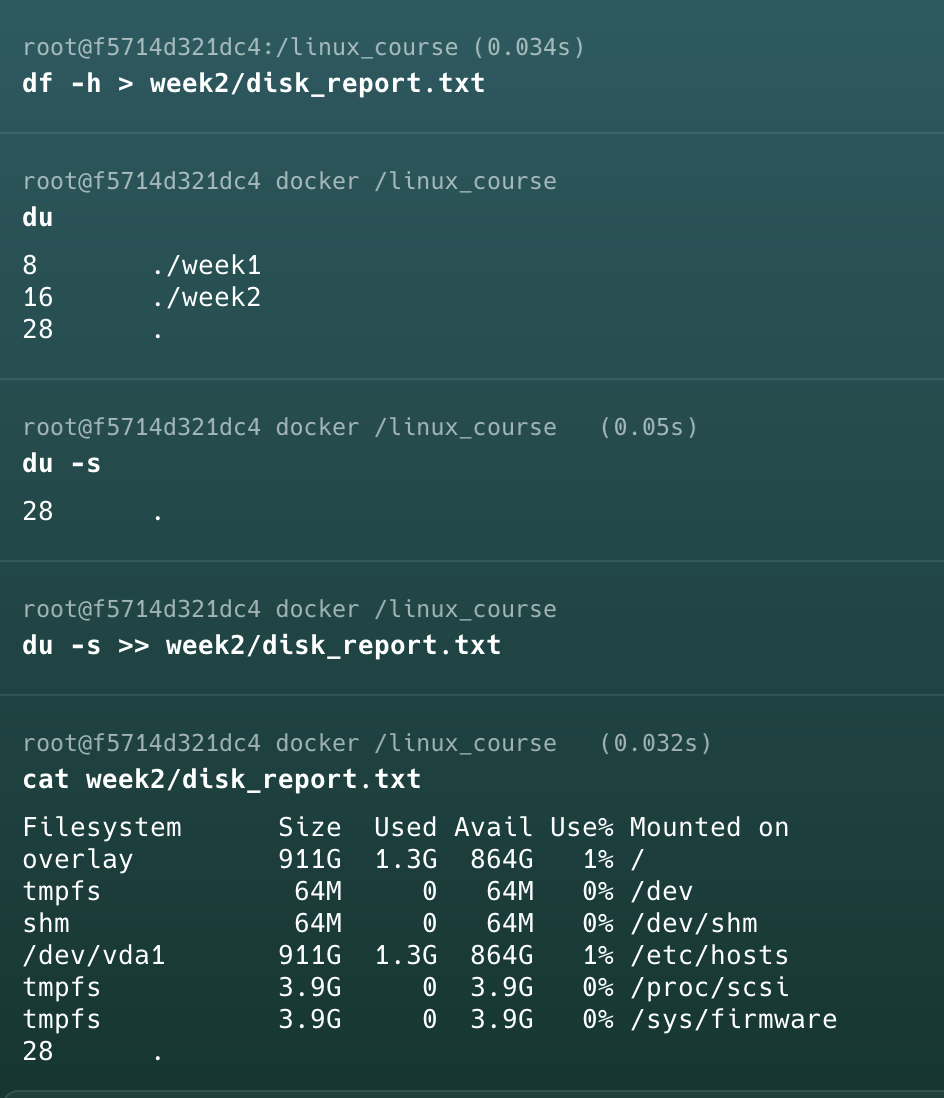 root@f5714d321dc4:/linux_course (0.034s)
df -h > week2/disk_report.txt
root@f5714d321dc4 docker /linux_course
du
8       ./week1
16      ./week2
28      .
root@f5714d321dc4 docker /linux_course   (0.05s)
du -s
28      .
root@f5714d321dc4 docker /linux_course
du -s >> week2/disk_report.txt
root@f5714d321dc4 docker /linux_course   (0.032s)
cat week2/disk_report.txt
Filesystem      Size  Used Avail Use% Mounted on
overlay         911G  1.3G  864G   1% /
tmpfs            64M     0   64M   0% /dev
shm              64M     0   64M   0% /dev/shm
/dev/vda1       911G  1.3G  864G   1% /etc/hosts
tmpfs           3.9G     0  3.9G   0% /proc/scsi
tmpfs           3.9G     0  3.9G   0% /sys/firmware
28      .